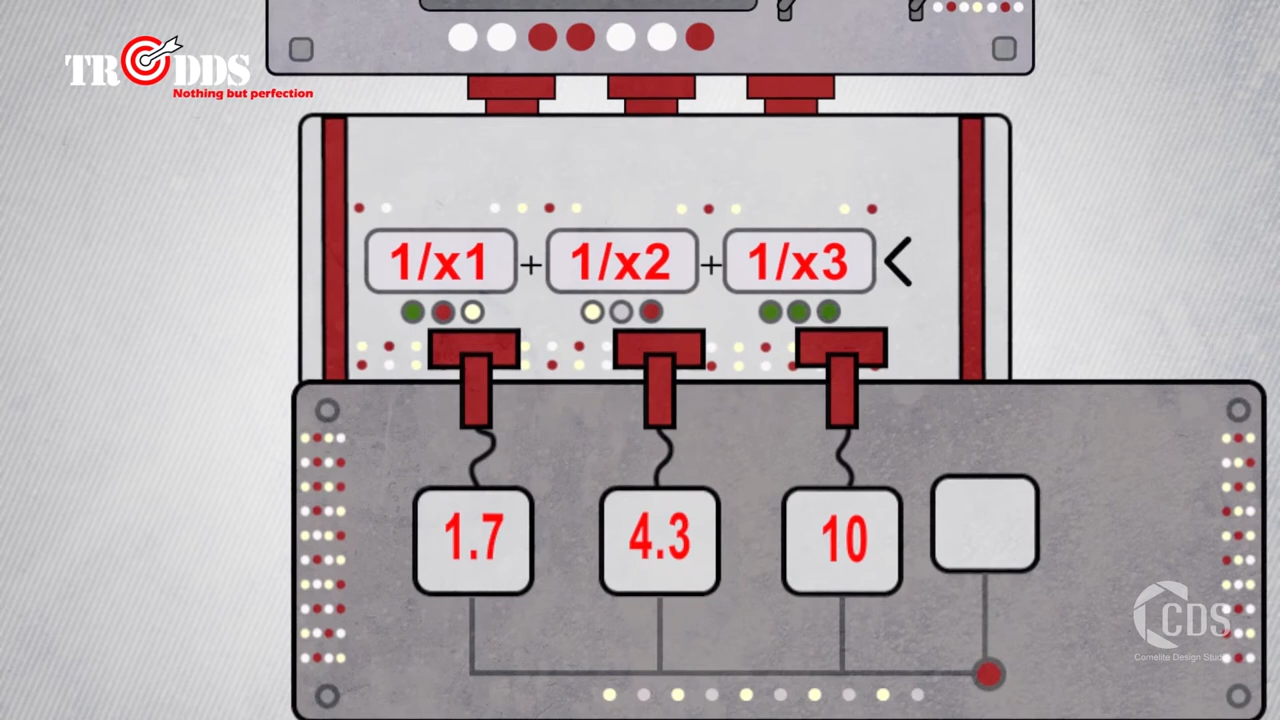 TRODDS
Nothing but perfection
1/x1 + 1/x2 + 1/x3 <
1.7 4.3 10
CDS
Comelite Design Studio